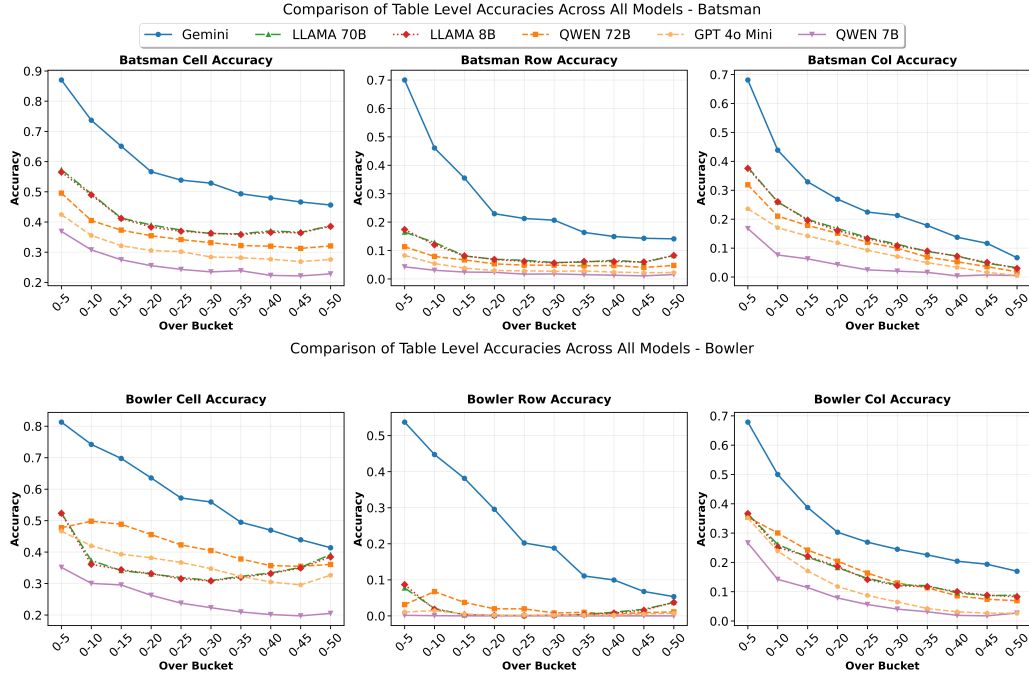 Comparison of Table Level Accuracies Across All Models - Batsman
Gemini LLAMA 70B LLAMA 8B QWEN 72B GPT 4o Mini QWEN 7B
Batsman Cell Accuracy
Accuracy
0.9
0.8
0.7
0.6
0.5
0.4
0.3
0.2
0-5 0-10 0-15 0-20 0-25 0-30 0-35 0-40 0-45 0-50
Over Bucket
Batsman Row Accuracy
Accuracy
0.7
0.6
0.5
0.4
0.3
0.2
0.1
0.0
0-5 0-10 0-15 0-20 0-25 0-30 0-35 0-40 0-45 0-50
Over Bucket
Batsman Col Accuracy
Accuracy
0.7
0.6
0.5
0.4
0.3
0.2
0.1
0.0
0-5 0-10 0-15 0-20 0-25 0-30 0-35 0-40 0-45 0-50
Over Bucket
Comparison of Table Level Accuracies Across All Models - Bowler
Bowler Cell Accuracy
Accuracy
0.8
0.7
0.6
0.5
0.4
0.3
0.2
0-5 0-10 0-15 0-20 0-25 0-30 0-35 0-40 0-45 0-50
Over Bucket
Bowler Row Accuracy
Accuracy
0.5
0.4
0.3
0.2
0.1
0.0
0-5 0-10 0-15 0-20 0-25 0-30 0-35 0-40 0-45 0-50
Over Bucket
Bowler Col Accuracy
Accuracy
0.7
0.6
0.5
0.4
0.3
0.2
0.1
0.0
0-5 0-10 0-15 0-20 0-25 0-30 0-35 0-40 0-45 0-50
Over Bucket